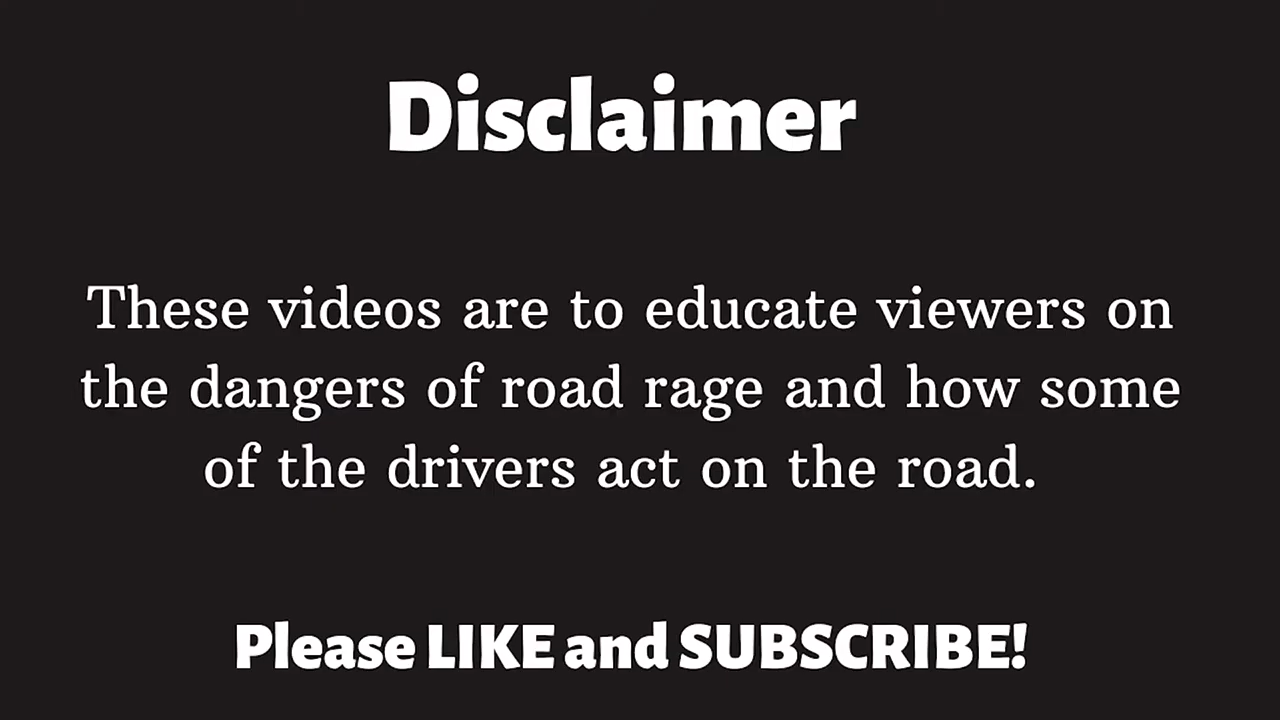 Disclaimer
These videos are to educate viewers on
the dangers of road rage and how some
of the drivers act on the road.
Please LIKE and SUBSCRIBE!